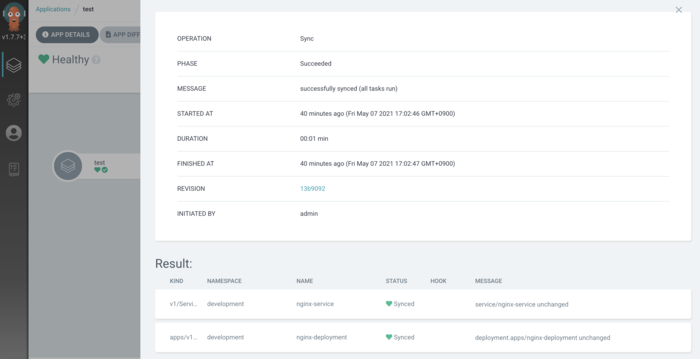 Applications / test
v1.7.7+
APP DETAILS
APP DIFF
Healthy
test
OPERATION Sync
PHASE Succeeded
MESSAGE successfully synced (all tasks run)
STARTED AT 40 minutes ago (Fri May 07 2021 17:02:46 GMT+0900)
DURATION 00:01 min
FINISHED AT 40 minutes ago (Fri May 07 2021 17:02:47 GMT+0900)
REVISION 13b9092
INITIATED BY admin
Result:
KIND NAMESPACE NAME STATUS HOOK MESSAGE
v1/Servi... development nginx-service Synced service/nginx-service unchanged
apps/v1... development nginx-deployment Synced deployment.apps/nginx-deployment unchanged